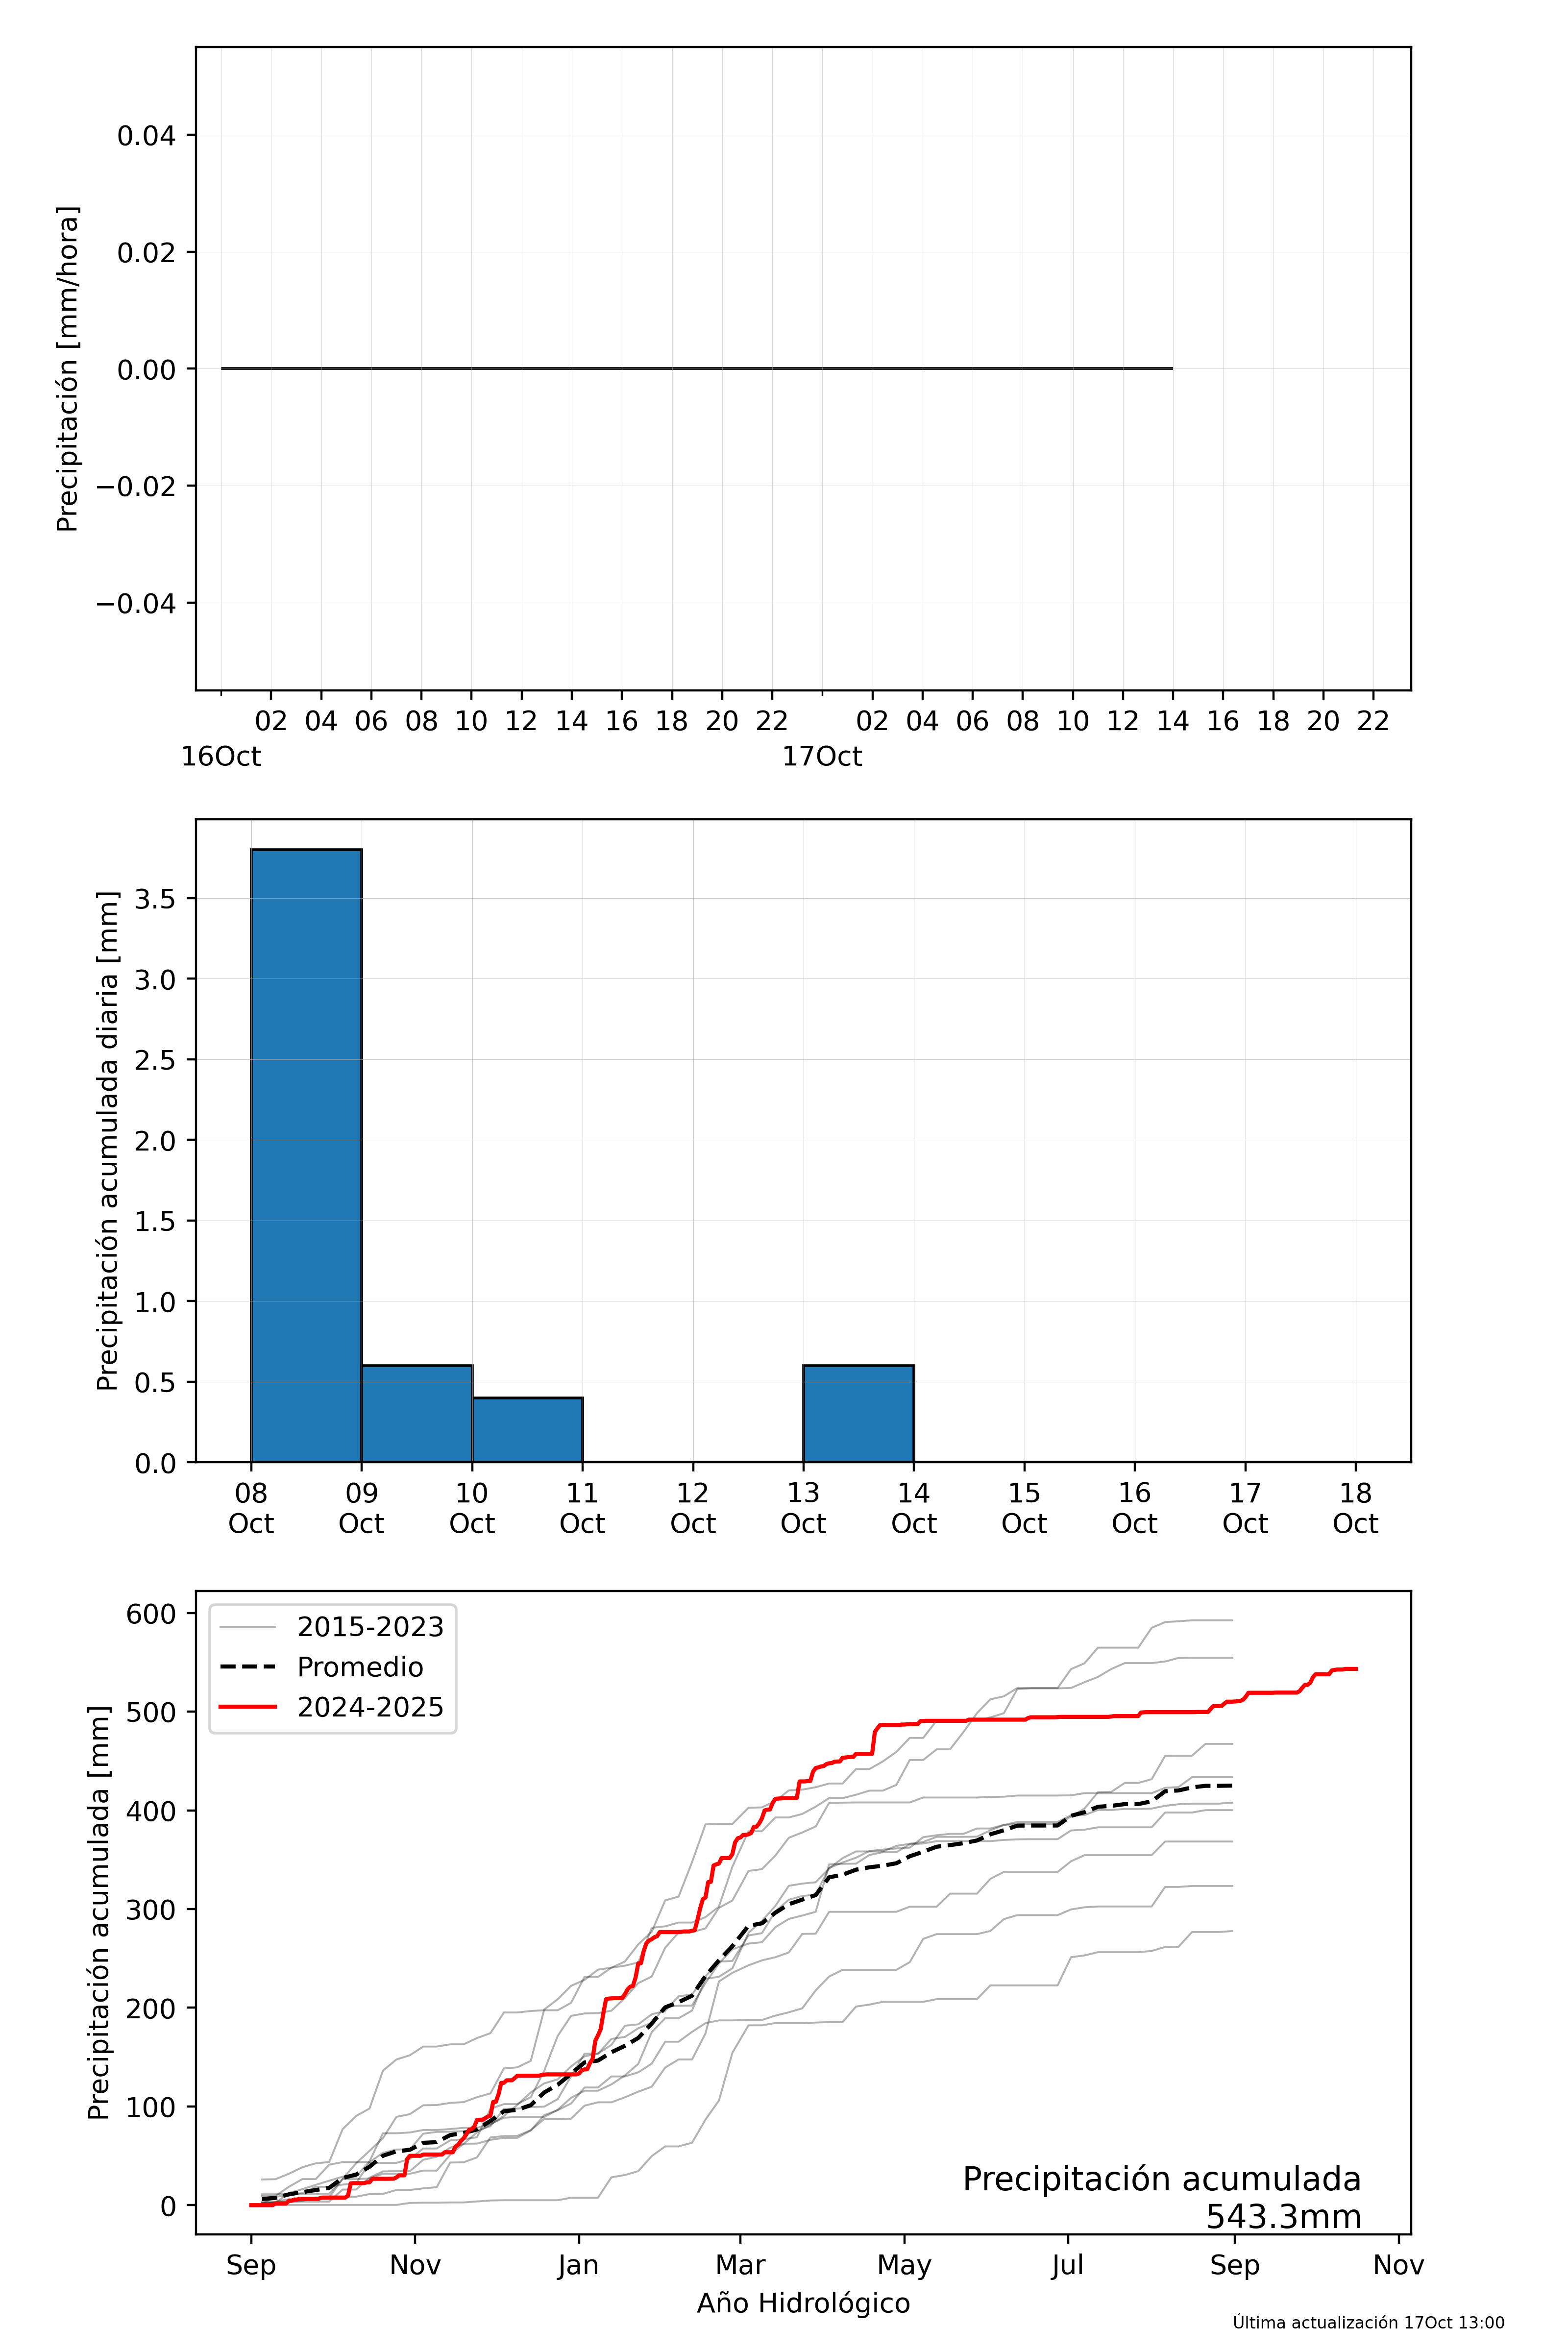 Precipitación [mm/hora]
0.04
0.02
0.00
−0.02
−0.04
02 04 06 08 10 12 14 16 18 20 22 02 04 06 08 10 12 14 16 18 20 22
16Oct 17Oct
Precipitación acumulada diaria [mm]
3.5
3.0
2.5
2.0
1.5
1.0
0.5
0.0
08 09 10 11 12 13 14 15 16 17 18
Oct Oct Oct Oct Oct Oct Oct Oct Oct Oct Oct
Precipitación acumulada [mm]
600
500
400
300
200
100
0
2015-2023
Promedio
2024-2025
Precipitación acumulada
543.3mm
Sep Nov Jan Mar May Jul Sep Nov
Año Hidrológico
Última actualización 17Oct 13:00